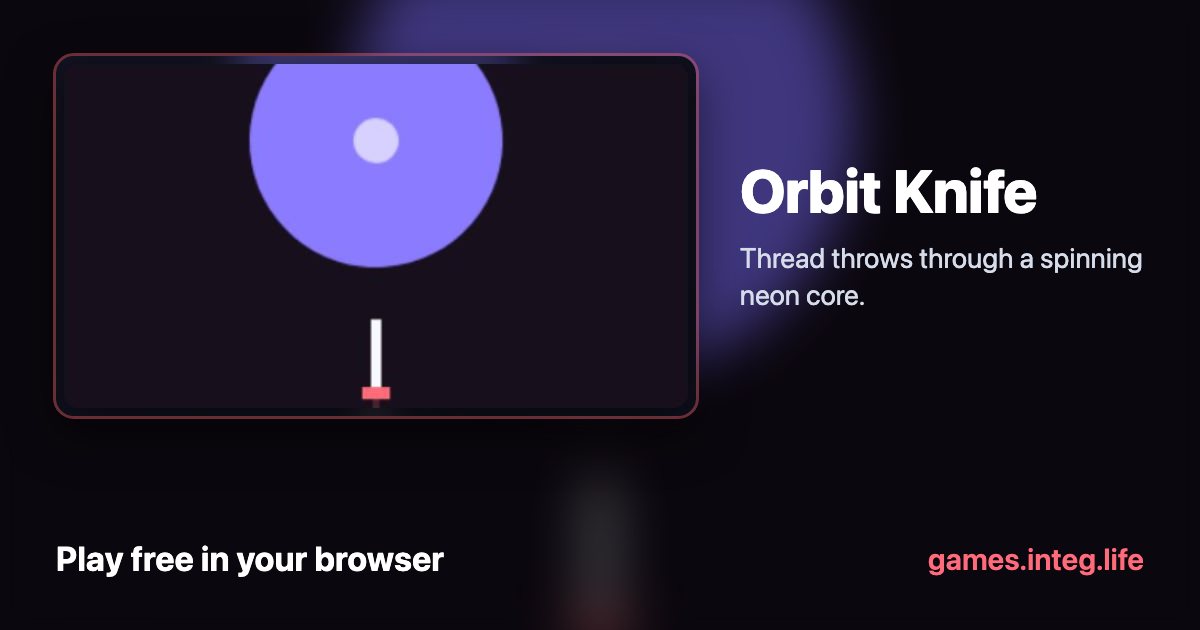 Orbit Knife
Thread throws through a spinning
neon core.
Play free in your browser
games.integ.life